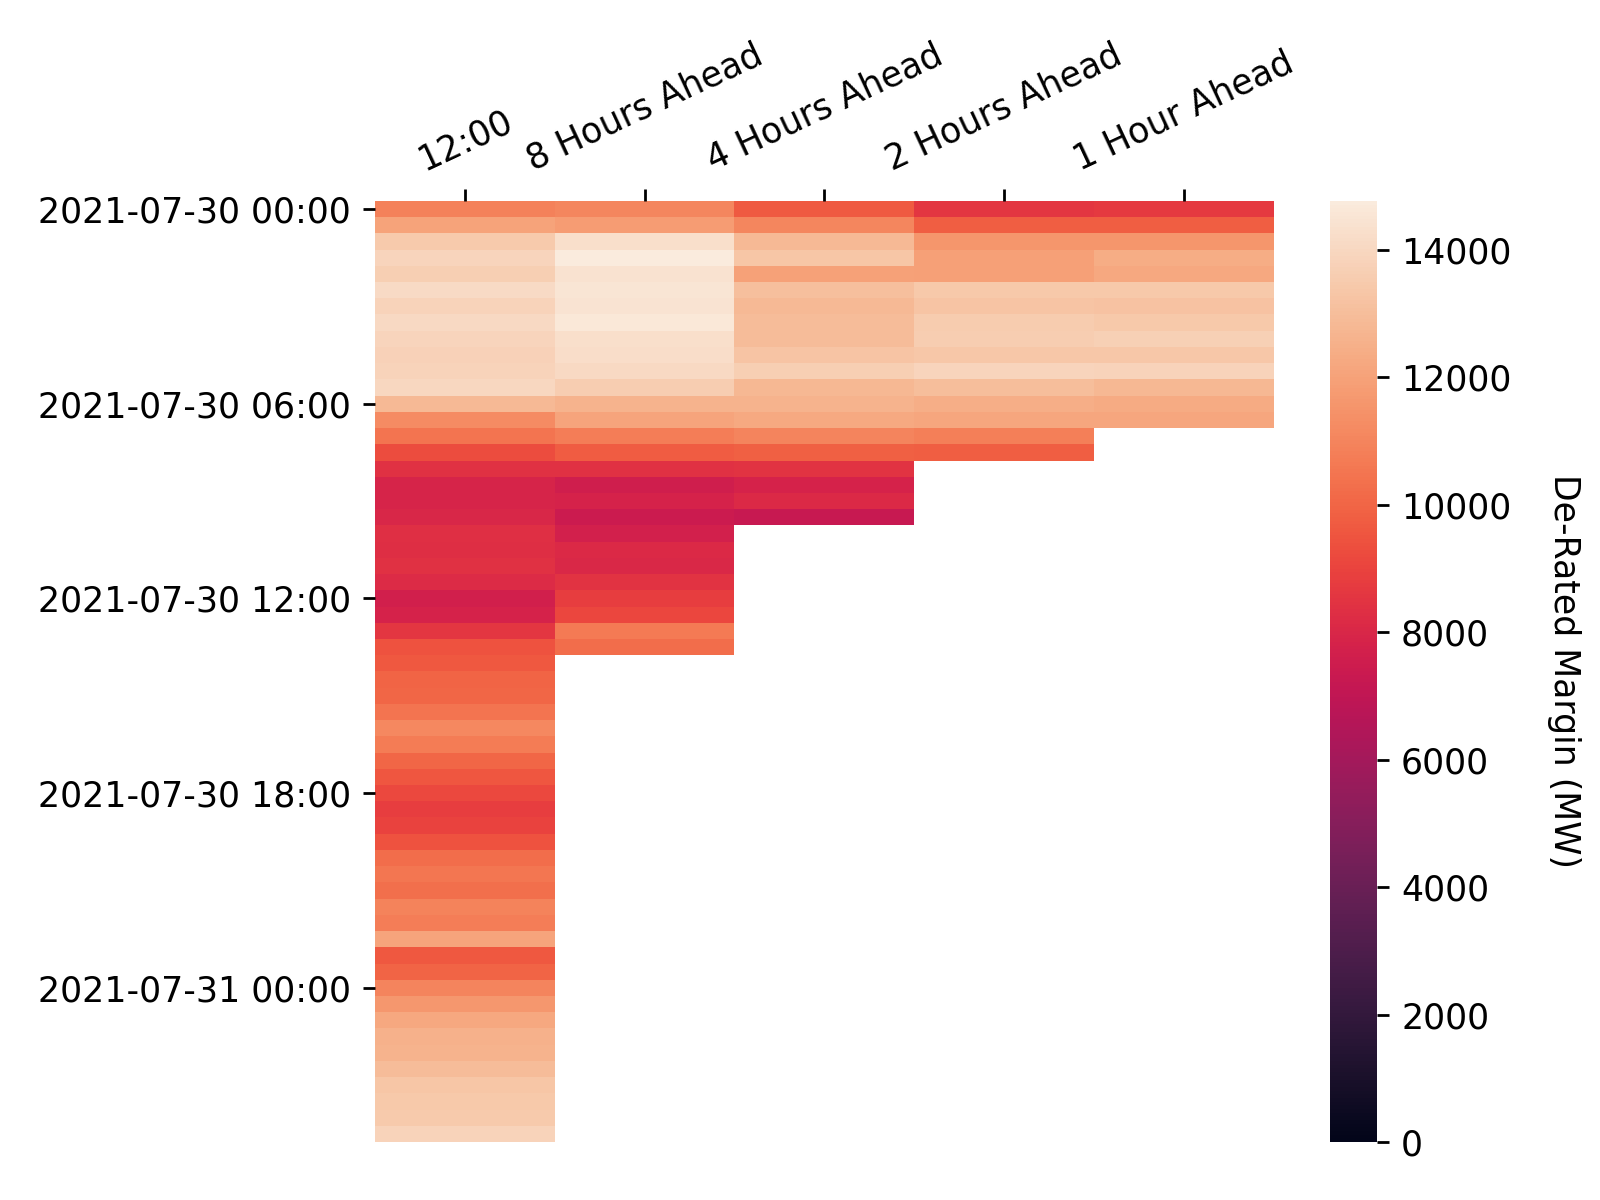 12:00
8 Hours Ahead
4 Hours Ahead
2 Hours Ahead
1 Hour Ahead
2021-07-30 00:00
2021-07-30 06:00
2021-07-30 12:00
2021-07-30 18:00
2021-07-31 00:00
14000
12000
10000
8000
6000
4000
2000
0
De-Rated Margin (MW)